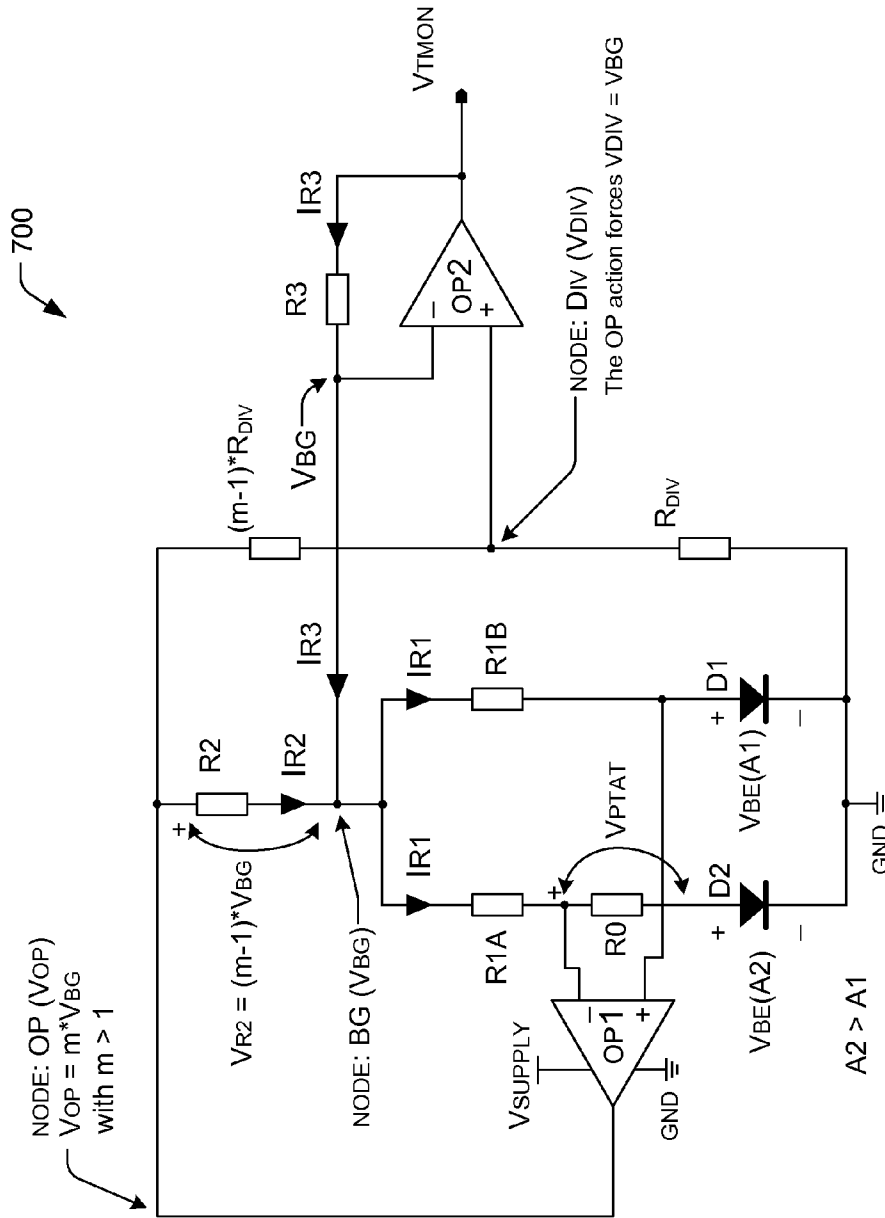 700
NODE: OP (VOP)
VOP = m*VBG
with m > 1
VR2 = (m-1)*VBG
+
R2
IR2
NODE: BG (VBG)
IR3
(m-1)*RDIV
VBG
R3
IR3
VTMON
OP2
−
+
NODE: DIV (VDIV)
The OP action forces VDIV = VBG
RDIV
IR1
IR1
R1A
R1B
VSUPPLY
OP1
−
+
GND
+
R0
VPTAT
D2
+
−
VBE(A2)
D1
+
−
VBE(A1)
A2 > A1
GND